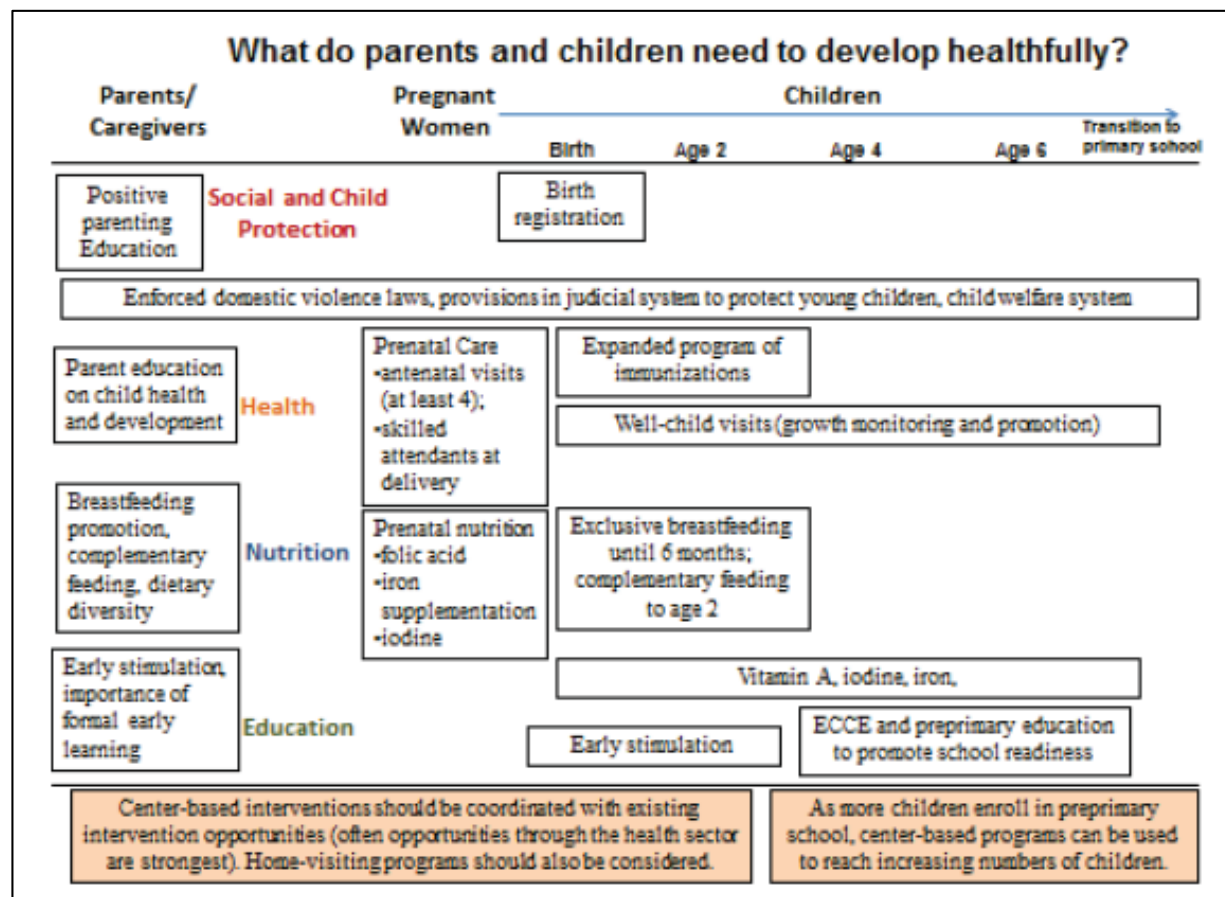 What do parents and children need to develop healthfully?
Parents/
Caregivers
Pregnant
Women
Children
Birth
Age 2
Age 4
Age 6
Transition to
primary school
Positive
parenting
Education
Social and Child
Protection
Birth
registration
Enforced domestic violence laws, provisions in judicial system to protect young children, child welfare system
Parent education
on child health
and development
Health
Prenatal Care
•antenatal visits
(at least 4);
•skilled
attendants at
delivery
Expanded program of
immunizations
Well-child visits (growth monitoring and promotion)
Breastfeeding
promotion,
complementary
feeding, dietary
diversity
Nutrition
Prenatal nutrition
•folic acid
•iron
supplementation
•iodine
Exclusive breastfeeding
until 6 months;
complementary feeding
to age 2
Vitamin A, iodine, iron,
Early stimulation,
importance of
formal early
learning
Education
Early stimulation
ECCE and preprimary education
to promote school readiness
Center-based interventions should be coordinated with existing
intervention opportunities (often opportunities through the health sector
are strongest). Home-visiting programs should also be considered.
As more children enroll in preprimary
school, center-based programs can be used
to reach increasing numbers of children.